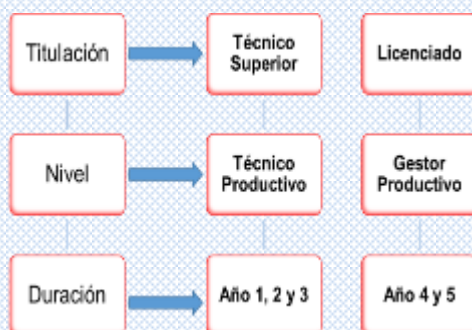 Titulación
Técnico
Superior
Licenciado
Nivel
Técnico
Productivo
Gestor
Productivo
Duración
Año 1, 2 y 3
Año 4 y 5